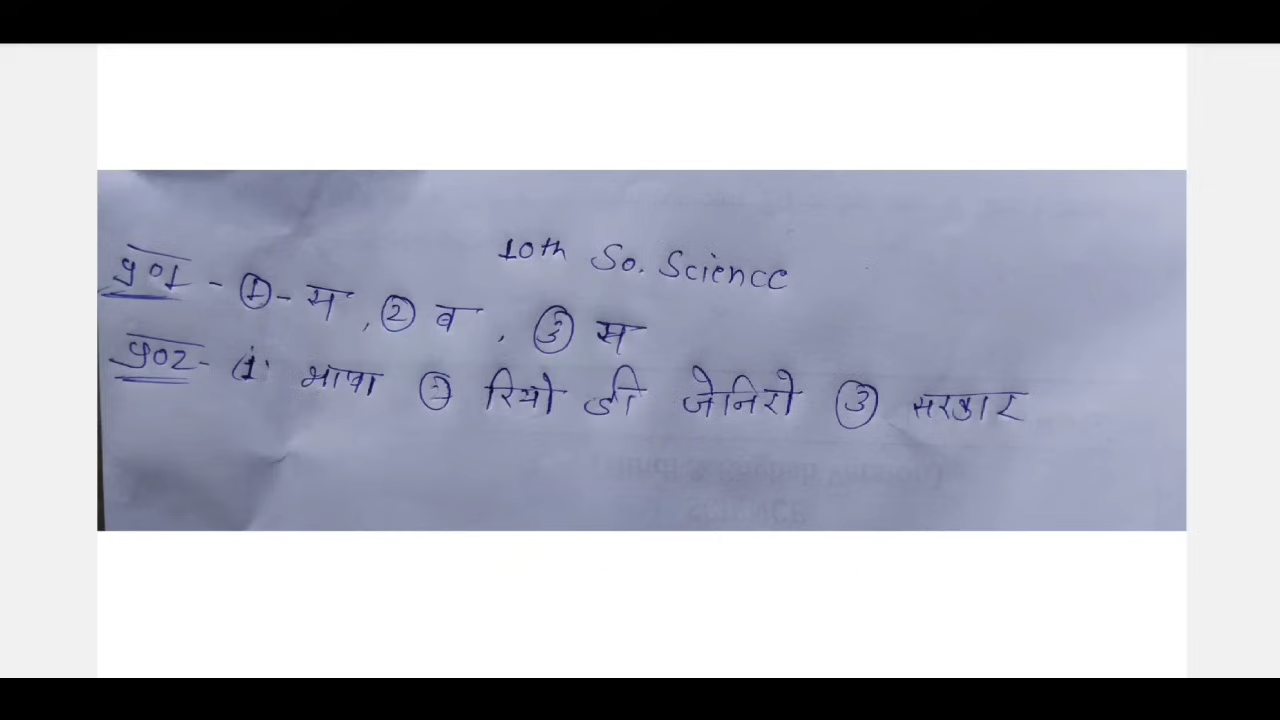 10th So. Science
प्र01 - ① - स, ② ब, ③ स
प्र02 - (1) भाषा ② रियो डी जेनिरो ③ सरकार